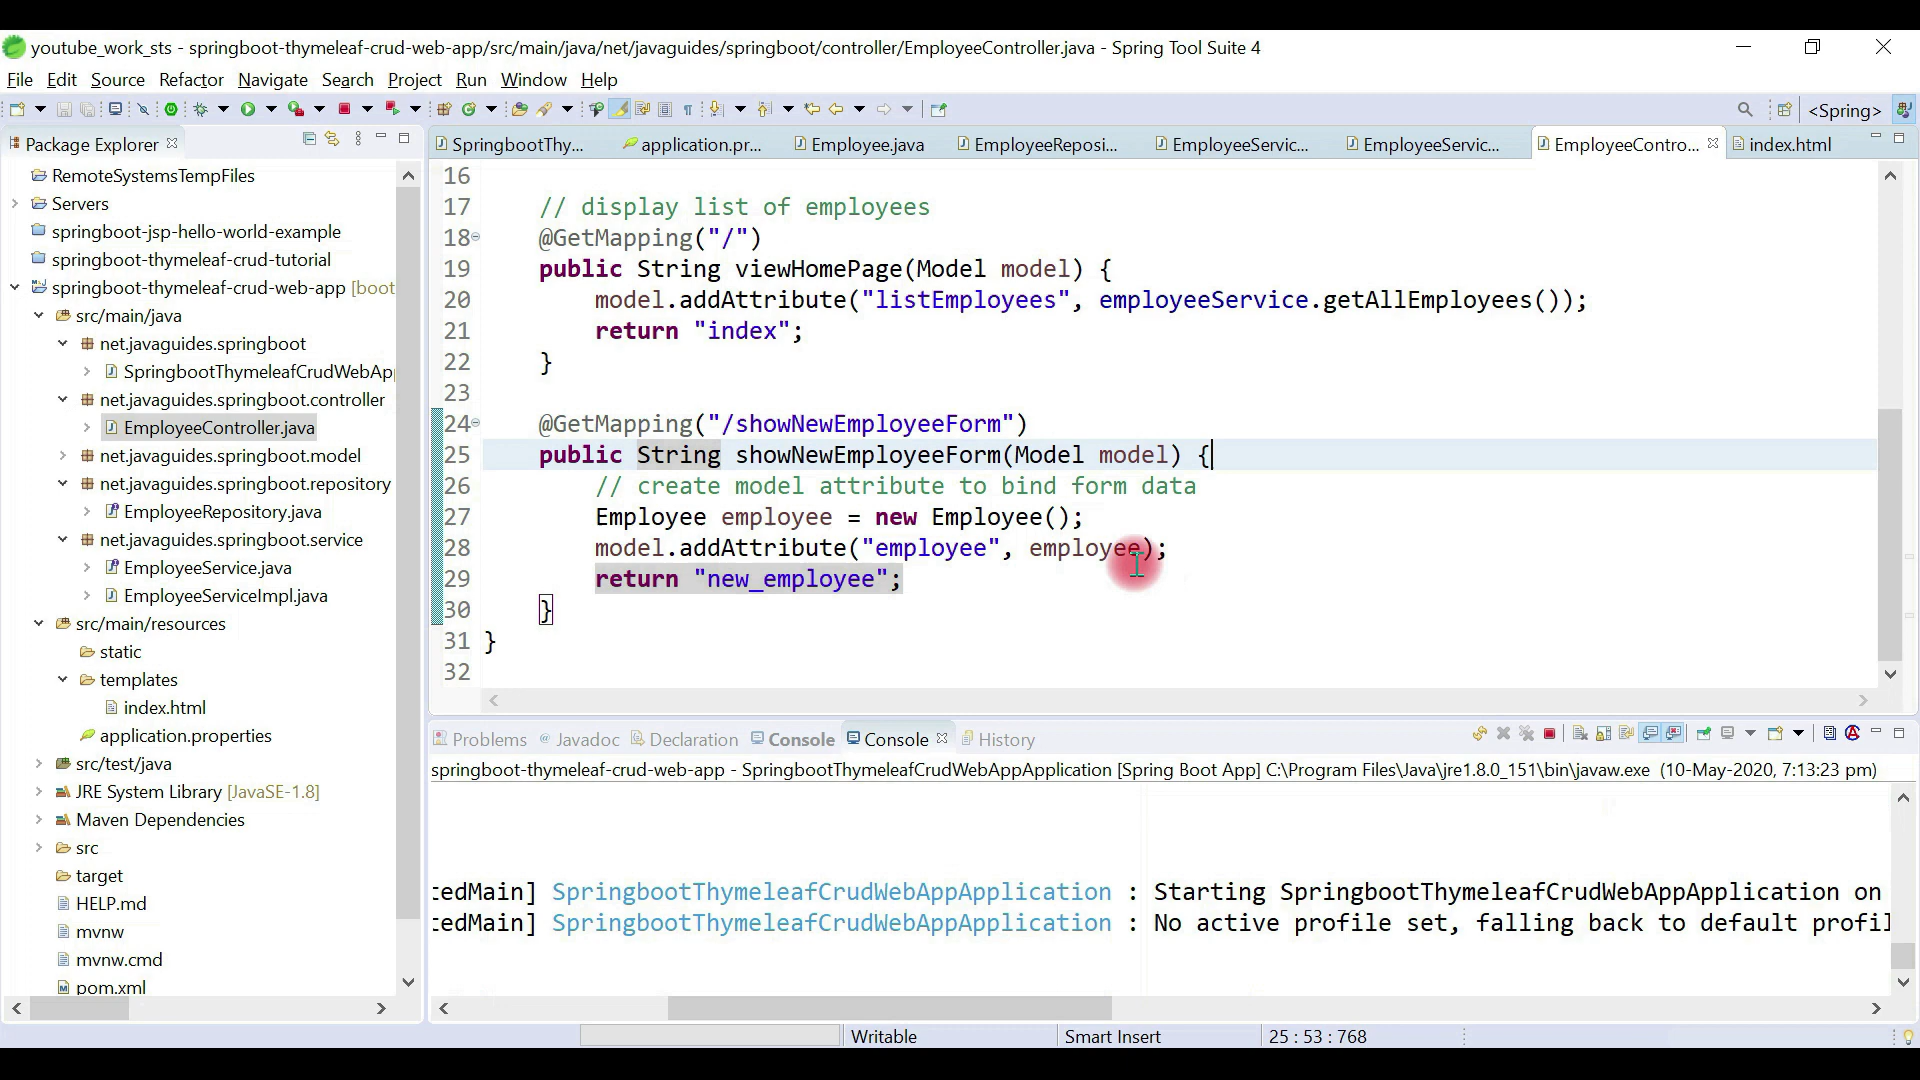 youtube_work_sts - springboot-thymeleaf-crud-web-app/src/main/java/net/javaguides/springboot/controller/EmployeeController.java - Spring Tool Suite 4
File Edit Source Refactor Navigate Search Project Run Window Help
<Spring>
Package Explorer
SpringbootThy... application.pr... Employee.java EmployeeReposi... EmployeeServic... EmployeeServic... EmployeeContro... index.html
RemoteSystemsTempFiles
Servers
springboot-jsp-hello-world-example
springboot-thymeleaf-crud-tutorial
springboot-thymeleaf-crud-web-app [boot
src/main/java
net.javaguides.springboot
SpringbootThymeleafCrudWebAp
net.javaguides.springboot.controller
EmployeeController.java
net.javaguides.springboot.model
net.javaguides.springboot.repository
EmployeeRepository.java
net.javaguides.springboot.service
EmployeeService.java
EmployeeServiceImpl.java
src/main/resources
static
templates
index.html
application.properties
src/test/java
JRE System Library [JavaSE-1.8]
Maven Dependencies
src
target
HELP.md
mvnw
mvnw.cmd
pom.xml
16
17 // display list of employees
18 @GetMapping("/")
19 public String viewHomePage(Model model) {
20 model.addAttribute("listEmployees", employeeService.getAllEmployees());
21 return "index";
22 }
23
24 @GetMapping("/showNewEmployeeForm")
25 public String showNewEmployeeForm(Model model) {
26 // create model attribute to bind form data
27 Employee employee = new Employee();
28 model.addAttribute("employee", employee);
29 return "new_employee";
30 }
31 }
32
Problems Javadoc Declaration Console Console History
springboot-thymeleaf-crud-web-app - SpringbootThymeleafCrudWebAppApplication [Spring Boot App] C:\Program Files\Java\jre1.8.0_151\bin\javaw.exe (10-May-2020, 7:13:23 pm)
tedMain] SpringbootThymeleafCrudWebAppApplication : Starting SpringbootThymeleafCrudWebAppApplication on
tedMain] SpringbootThymeleafCrudWebAppApplication : No active profile set, falling back to default profil
Writable Smart Insert 25 : 53 : 768